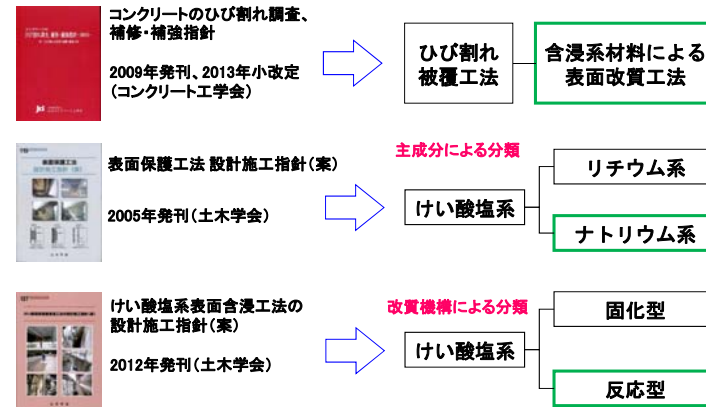 コンクリートのひび割れ調査、
補修・補強指針
2009年発刊、2013年小改定
（コンクリート工学会）
ひび割れ
被覆工法
含浸系材料による
表面改質工法
表面保護工法 設計施工指針（案）
2005年発刊（土木学会）
主成分による分類
けい酸塩系
リチウム系
ナトリウム系
けい酸塩系表面含浸工法の
設計施工指針（案）
2012年発刊（土木学会）
改質機構による分類
けい酸塩系
固化型
反応型